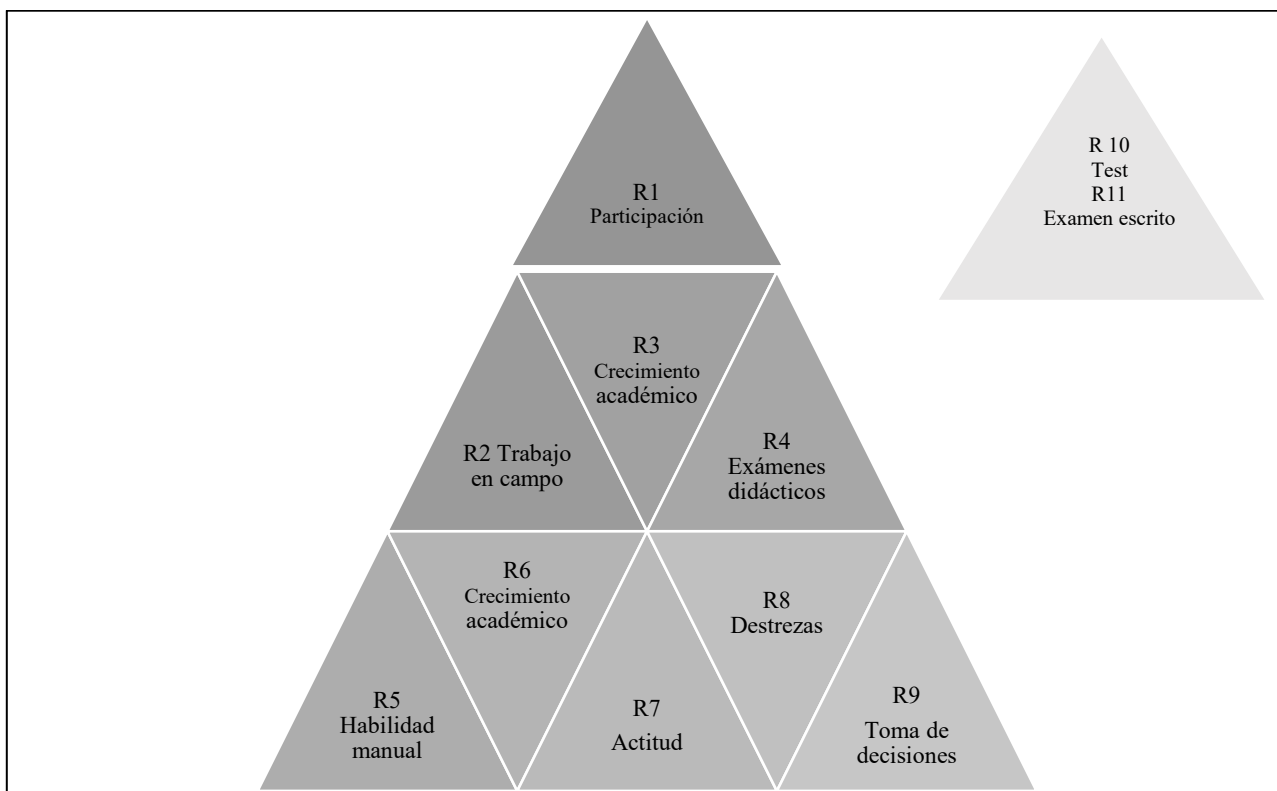 R1
Participación
R 10
Test
R11
Examen escrito
R3
Crecimiento
académico
R2 Trabajo
en campo
R4
Exámenes
didácticos
R6
Crecimiento
académico
R8
Destrezas
R5
Habilidad
manual
R7
Actitud
R9
Toma de
decisiones